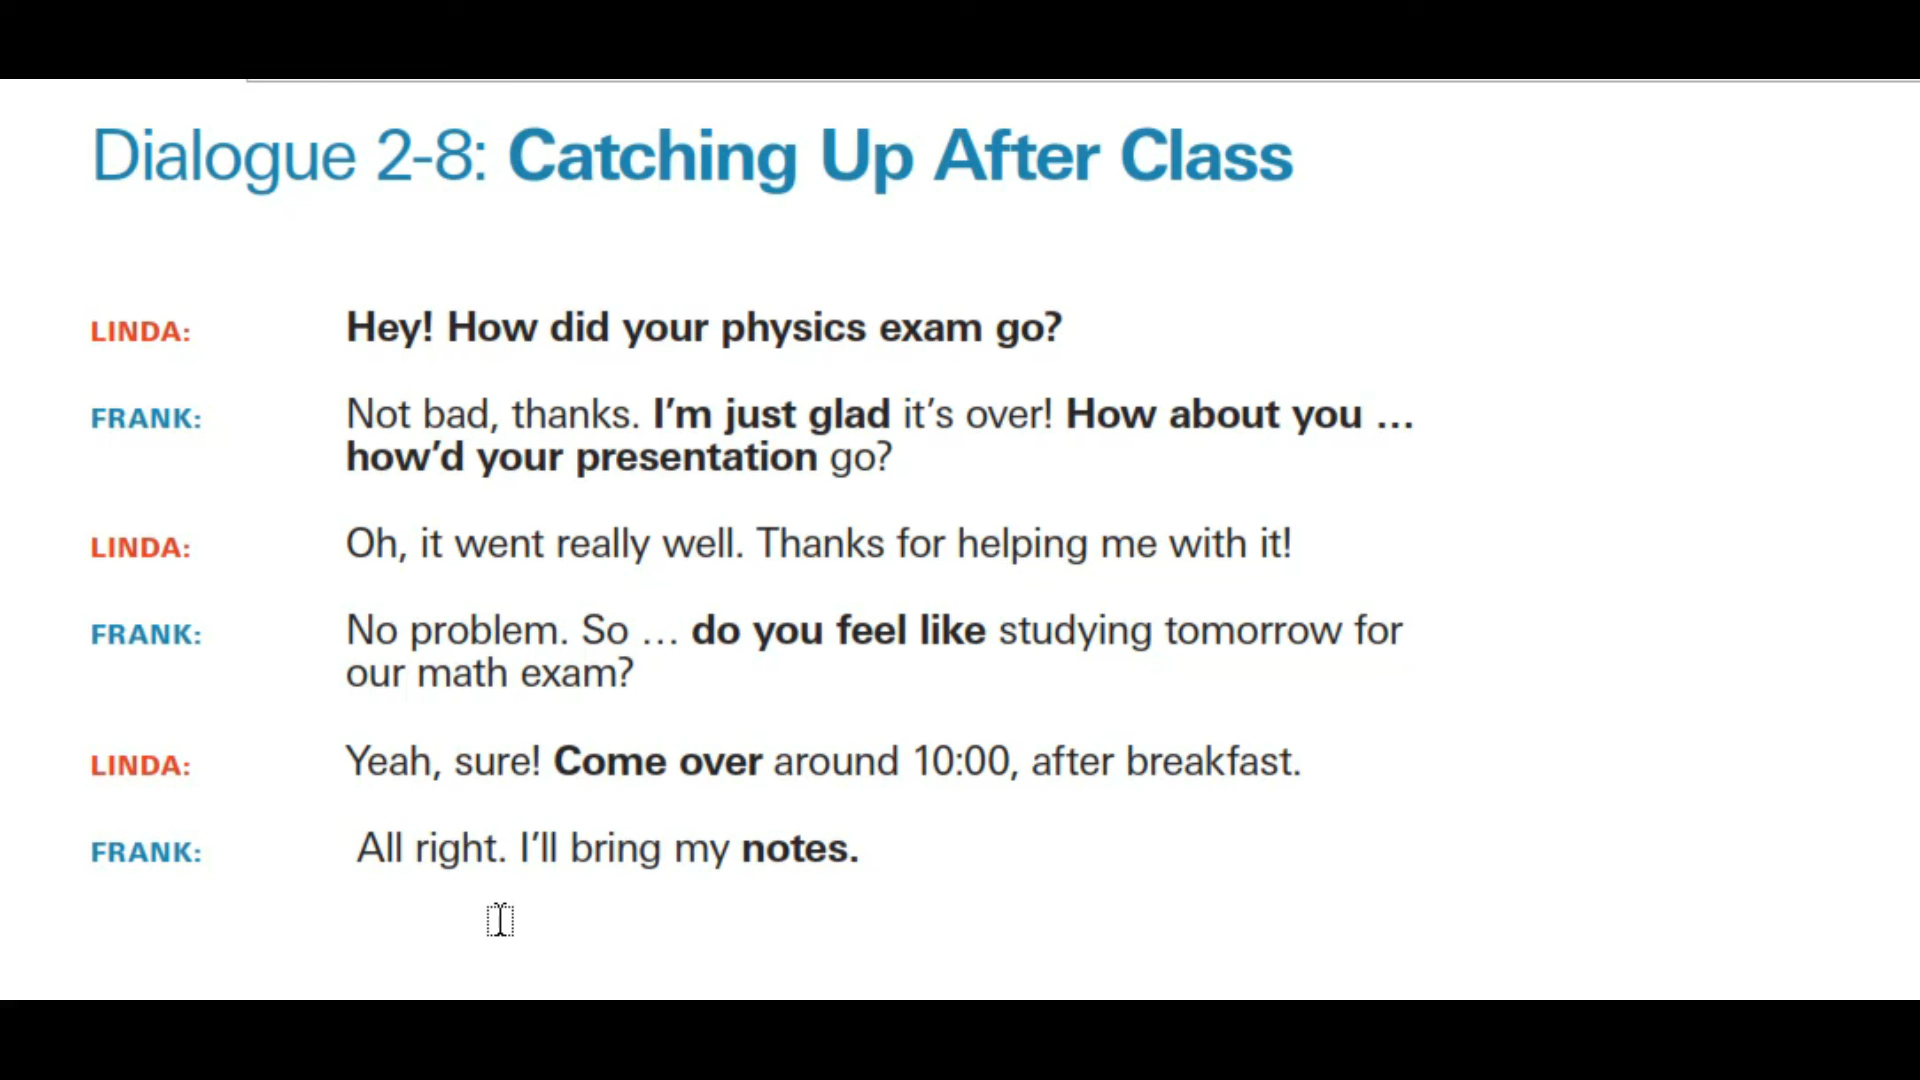 Dialogue 2-8: Catching Up After Class
LINDA: Hey! How did your physics exam go?
FRANK: Not bad, thanks. I’m just glad it’s over! How about you …
how’d your presentation go?
LINDA: Oh, it went really well. Thanks for helping me with it!
FRANK: No problem. So … do you feel like studying tomorrow for
our math exam?
LINDA: Yeah, sure! Come over around 10:00, after breakfast.
FRANK: All right. I’ll bring my notes.